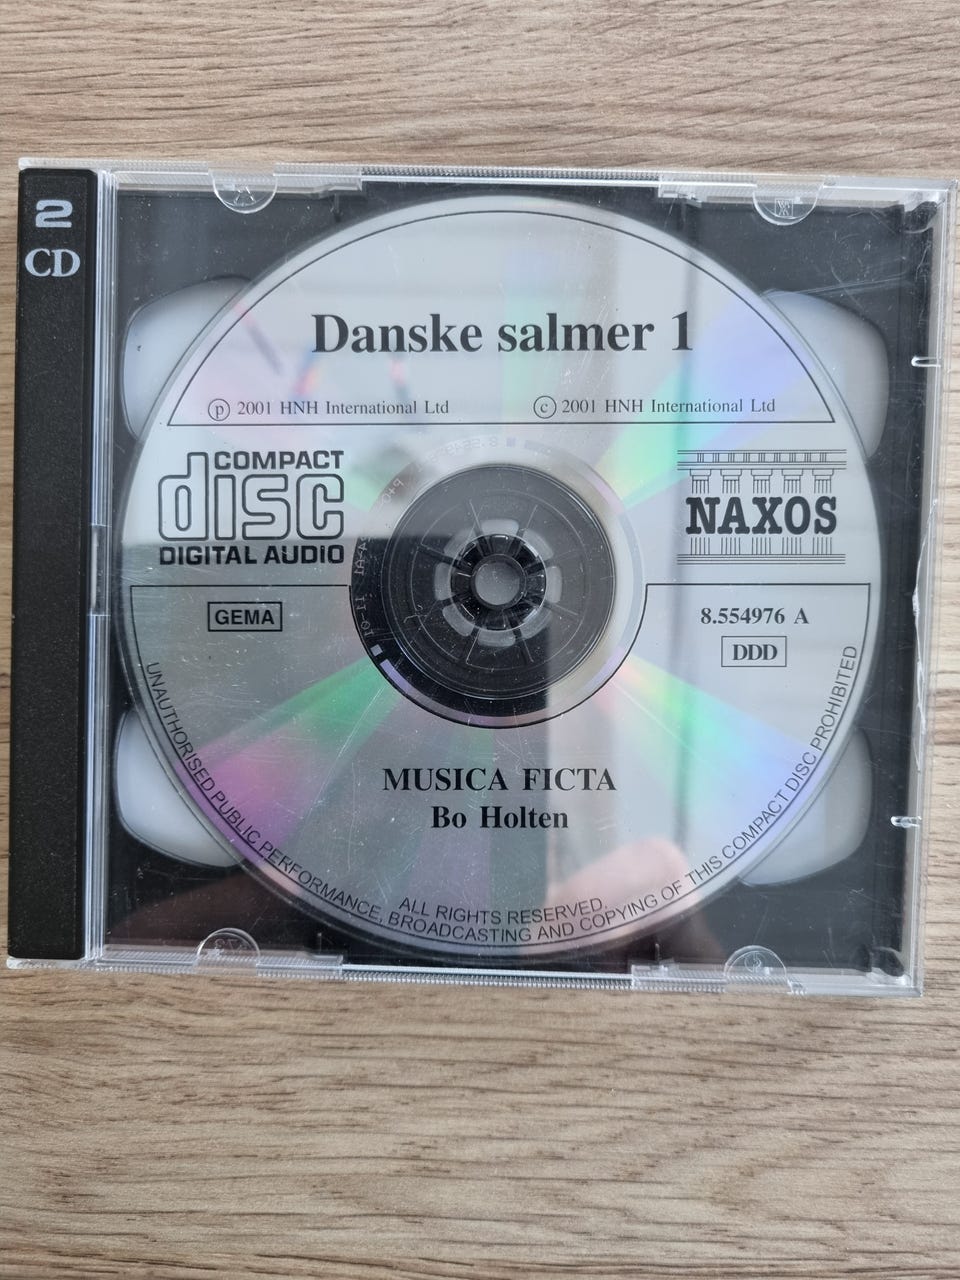 2
CD
Danske salmer 1
ⓟ 2001 HNH International Ltd
ⓒ 2001 HNH International Ltd
COMPACT
disc
DIGITAL AUDIO
NAXOS
GEMA
8.554976 A
DDD
MUSICA FICTA
Bo Holten
ALL RIGHTS RESERVED.
UNAUTHORISED PUBLIC PERFORMANCE, BROADCASTING AND COPYING OF THIS COMPACT DISC PROHIBITED